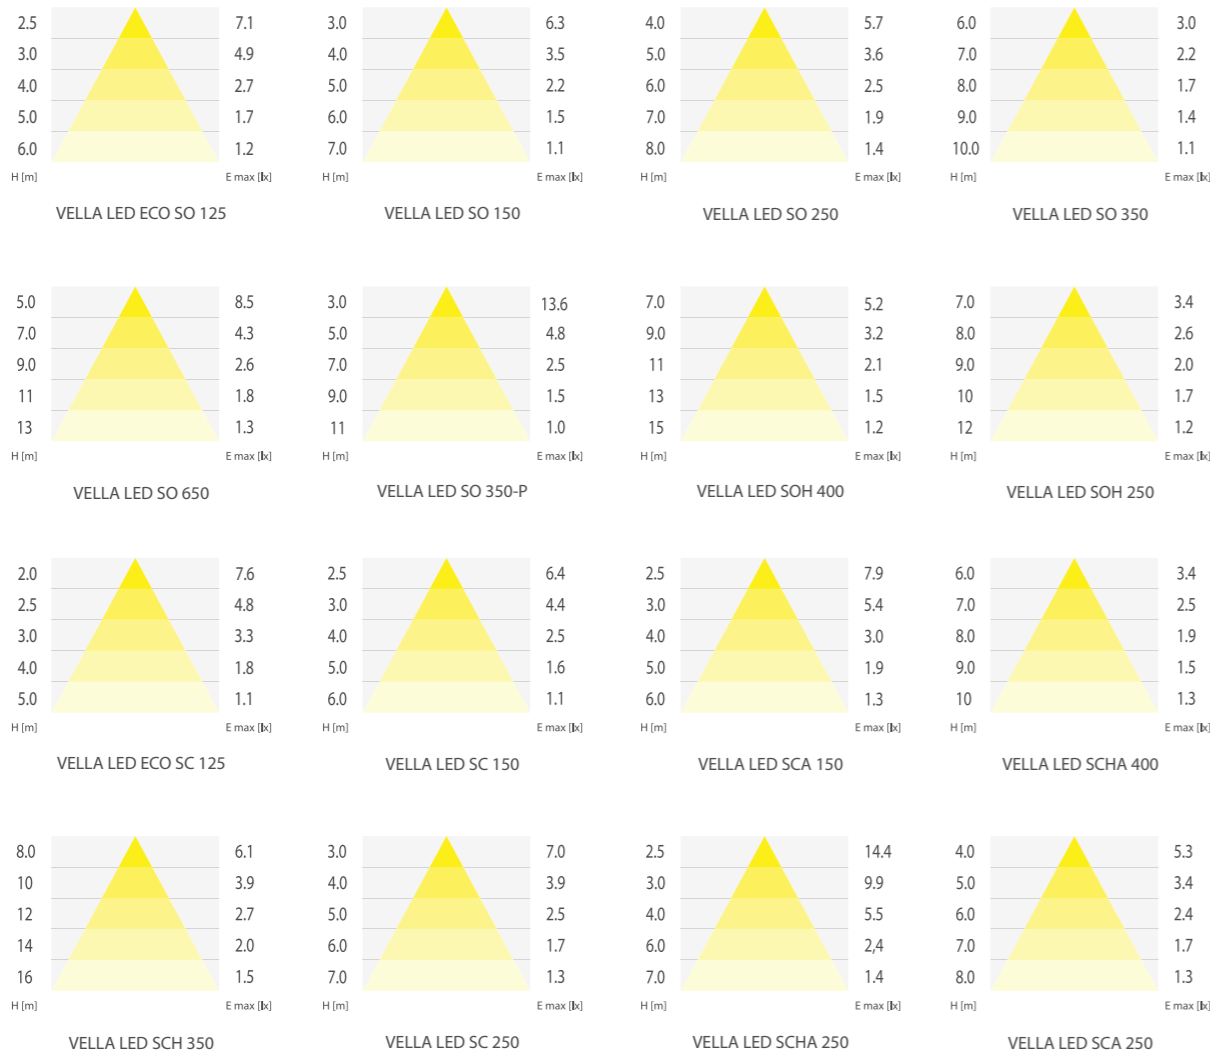 2.5 7.1 3.0 6.3 4.0 5.7 6.0 3.0
3.0 4.9 4.0 3.5 5.0 3.6 7.0 2.2
4.0 2.7 5.0 2.2 6.0 2.5 8.0 1.7
5.0 1.7 6.0 1.5 7.0 1.9 9.0 1.4
6.0 1.2 7.0 1.1 8.0 1.4 10.0 1.1
H [m] E max [lx] H [m] E max [lx] H [m] E max [lx] H [m] E max [lx]
VELLA LED ECO SO 125 VELLA LED SO 150 VELLA LED SO 250 VELLA LED SO 350
5.0 8.5 3.0 13.6 7.0 5.2 7.0 3.4
7.0 4.3 5.0 4.8 9.0 3.2 8.0 2.6
9.0 2.6 7.0 2.5 11 2.1 9.0 2.0
11 1.8 9.0 1.5 13 1.5 10 1.7
13 1.3 11 1.0 15 1.2 12 1.2
H [m] E max [lx] H [m] E max [lx] H [m] E max [lx] H [m] E max [lx]
VELLA LED SO 650 VELLA LED SO 350-P VELLA LED SOH 400 VELLA LED SOH 250
2.0 7.6 2.5 6.4 2.5 7.9 6.0 3.4
2.5 4.8 3.0 4.4 3.0 5.4 7.0 2.5
3.0 3.3 4.0 2.5 4.0 3.0 8.0 1.9
4.0 1.8 5.0 1.6 5.0 1.9 9.0 1.5
5.0 1.1 6.0 1.1 6.0 1.3 10 1.3
H [m] E max [lx] H [m] E max [lx] H [m] E max [lx] H [m] E max [lx]
VELLA LED ECO SC 125 VELLA LED SC 150 VELLA LED SCA 150 VELLA LED SCHA 400
8.0 6.1 3.0 7.0 2.5 14.4 4.0 5.3
10 3.9 4.0 3.9 3.0 9.9 5.0 3.4
12 2.7 5.0 2.5 4.0 5.5 6.0 2.4
14 2.0 6.0 1.7 6.0 2,4 7.0 1.7
16 1.5 7.0 1.3 7.0 1.4 8.0 1.3
H [m] E max [lx] H [m] E max [lx] H [m] E max [lx] H [m] E max [lx]
VELLA LED SCH 350 VELLA LED SC 250 VELLA LED SCHA 250 VELLA LED SCA 250